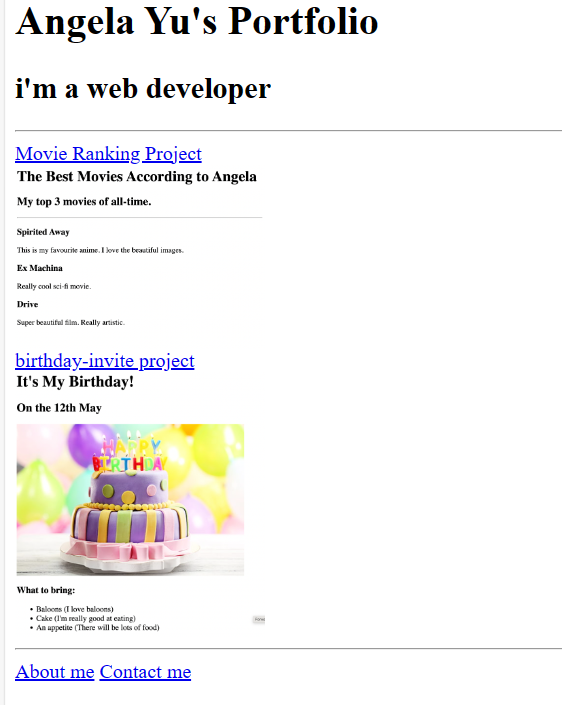 Angela Yu's Portfolio
i'm a web developer
Movie Ranking Project
The Best Movies According to Angela
My top 3 movies of all-time.
Spirited Away
This is my favourite anime. I love the beautiful images.
Ex Machina
Really cool sci-fi movie.
Drive
Super beautiful film. Really artistic.
birthday-invite project
It's My Birthday!
On the 12th May
HAPPY
BIRTHDAY
What to bring:
• Baloons (I love baloons)
• Cake (I'm really good at eating)
• An appetite (There will be lots of food)
About me Contact me